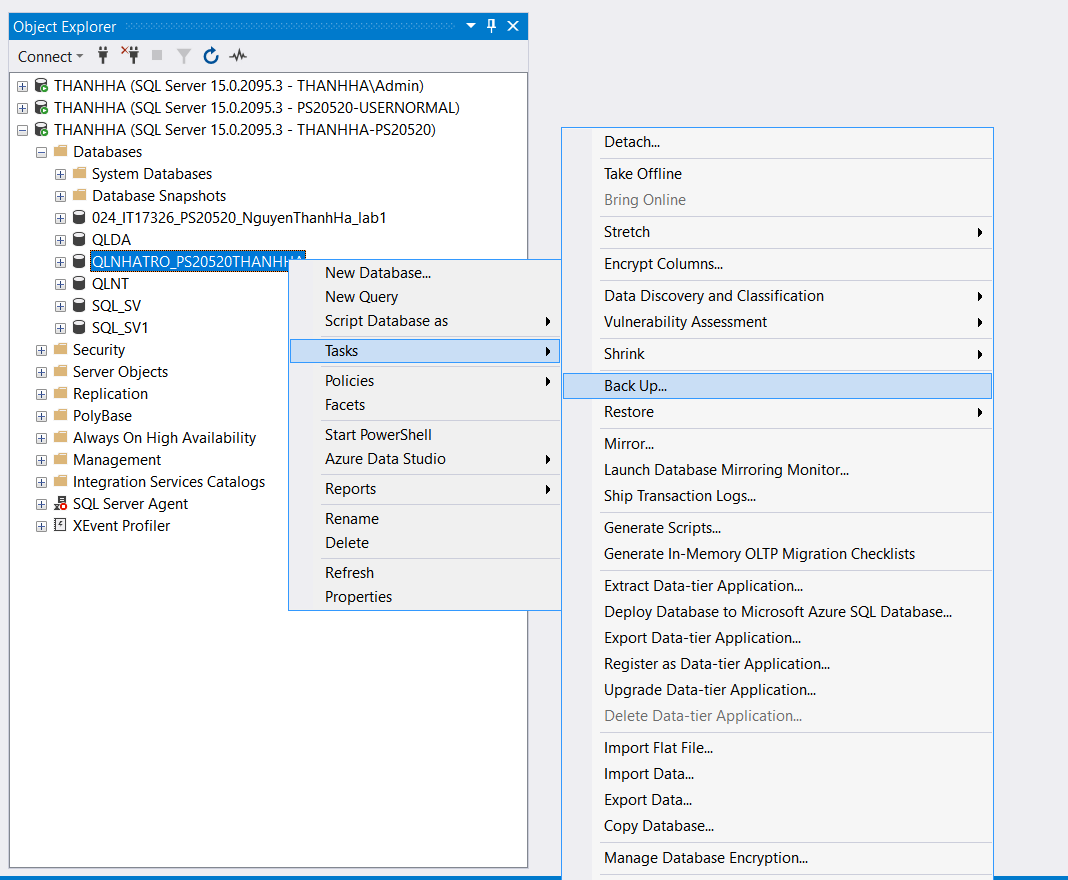 Object Explorer
Connect
THANHHA (SQL Server 15.0.2095.3 - THANHHA\Admin)
THANHHA (SQL Server 15.0.2095.3 - PS20520-USERNORMAL)
THANHHA (SQL Server 15.0.2095.3 - THANHHA-PS20520)
Databases
System Databases
Database Snapshots
024_IT17326_PS20520_NguyenThanhHa_lab1
QLDA
QLNHATRO_PS20520THANHHA
QLNT
SQL_SV
SQL_SV1
Security
Server Objects
Replication
PolyBase
Always On High Availability
Management
Integration Services Catalogs
SQL Server Agent
XEvent Profiler
New Database...
New Query
Script Database as
Tasks
Policies
Facets
Start PowerShell
Azure Data Studio
Reports
Rename
Delete
Refresh
Properties
Detach...
Take Offline
Bring Online
Stretch
Encrypt Columns...
Data Discovery and Classification
Vulnerability Assessment
Shrink
Back Up...
Restore
Mirror...
Launch Database Mirroring Monitor...
Ship Transaction Logs...
Generate Scripts...
Generate In-Memory OLTP Migration Checklists
Extract Data-tier Application...
Deploy Database to Microsoft Azure SQL Database...
Export Data-tier Application...
Register as Data-tier Application...
Upgrade Data-tier Application...
Delete Data-tier Application...
Import Flat File...
Import Data...
Export Data...
Copy Database...
Manage Database Encryption...